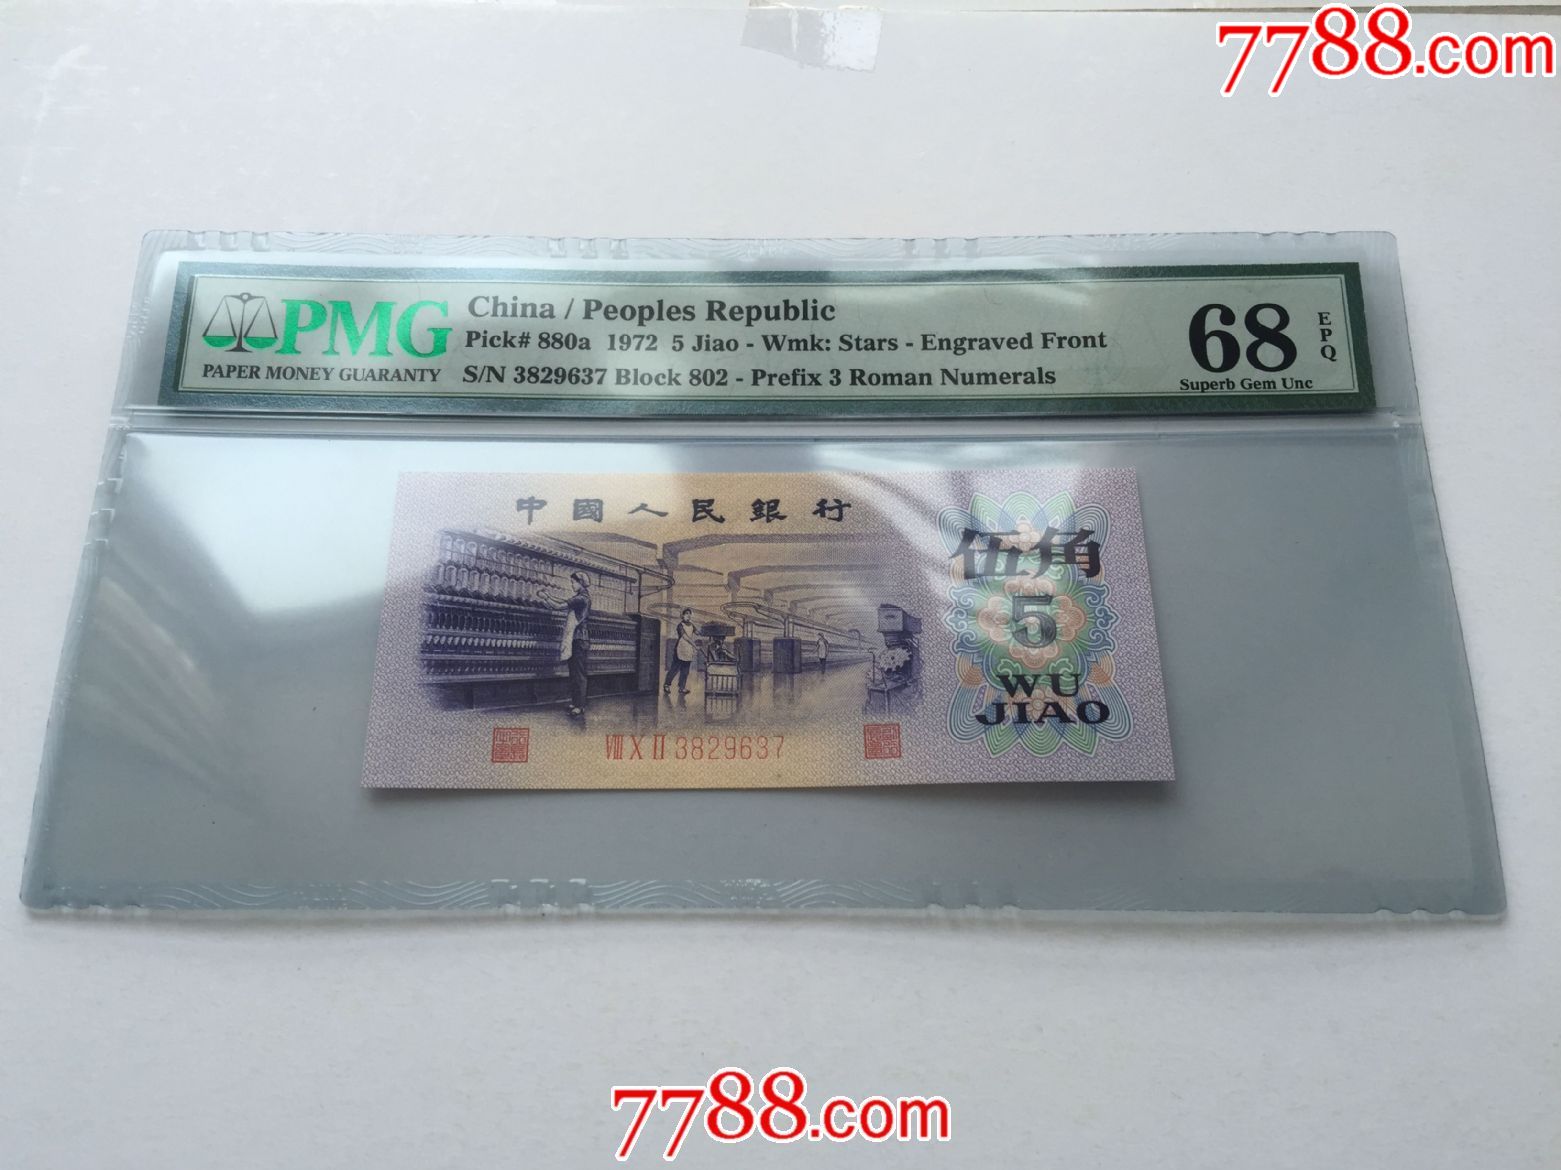 7788.com
PMG
PAPER MONEY GUARANTY
China / Peoples Republic
Pick# 880a 1972 5 Jiao - Wmk: Stars - Engraved Front
S/N 3829637 Block 802 - Prefix 3 Roman Numerals
68
EPQ
Superb Gem Unc
中國人民銀行
伍角
5
WU
JIAO
VIII X II 3829637
7788.com